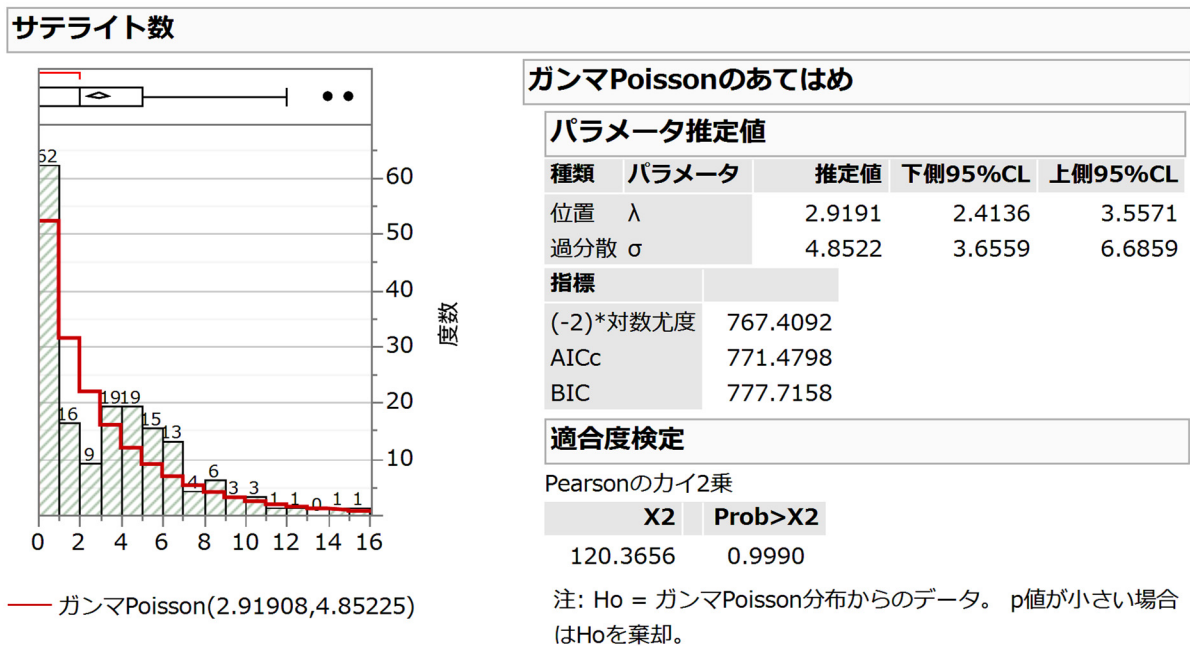 サテライト数
62
16
9
19 19
15
13
4
6
3
3
1
1
0
1
1
60
50
40
30
20
10
度数
0 2 4 6 8 10 12 14 16
ガンマPoisson(2.91908,4.85225)
ガンマPoissonのあてはめ
パラメータ推定値
種類 パラメータ 推定値 下側95%CL 上側95%CL
位置 λ 2.9191 2.4136 3.5571
過分散 σ 4.8522 3.6559 6.6859
指標
(-2)*対数尤度 767.4092
AICc 771.4798
BIC 777.7158
適合度検定
Pearsonのカイ2乗
X2 Prob>X2
120.3656 0.9990
注: Ho = ガンマPoisson分布からのデータ。 p値が小さい場合
はHoを棄却。